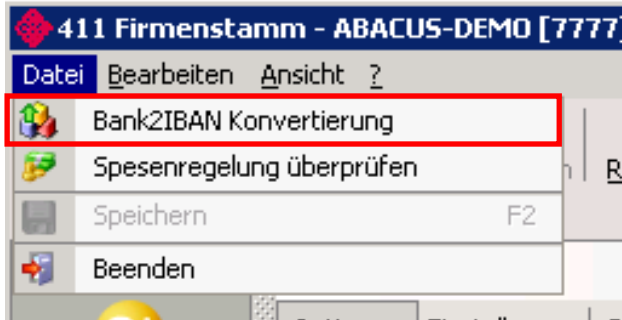 411 Firmenstamm - ABACUS-DEMO [7777]
Datei Bearbeiten Ansicht ?
Bank2IBAN Konvertierung
Spesenregelung überprüfen
R
Speichern F2
Beenden